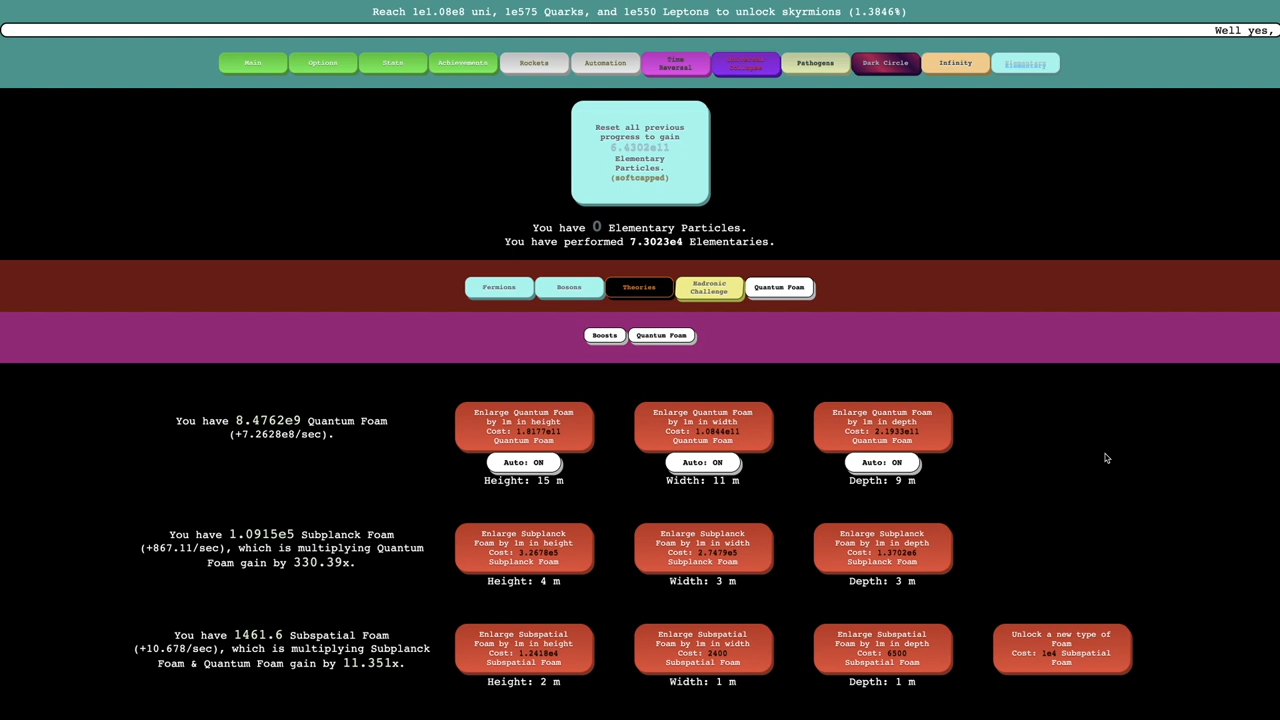 Reach 1e1.08e8 uni, 1e575 Quarks, and 1e550 Leptons to unlock skyrmions (1.3846%)
Well yes,
Main
Options
Stats
Achievements
Rockets
Automation
Time
Reversal
Pathogens
Dark Circle
Infinity
Elementary
Reset all previous
progress to gain
6.4302e11
Elementary
Particles.
(softcapped)
You have 0 Elementary Particles.
You have performed 7.3023e4 Elementaries.
Fermions
Bosons
Theories
Hadronic
Challenge
Quantum Foam
Boosts
Quantum Foam
You have 8.4762e9 Quantum Foam
(+7.2628e8/sec).
Enlarge Quantum Foam
by 1m in height
Cost: 1.8177e11
Quantum Foam
Auto: ON
Height: 15 m
Enlarge Quantum Foam
by 1m in width
Cost: 1.0844e11
Quantum Foam
Auto: ON
Width: 11 m
Enlarge Quantum Foam
by 1m in depth
Cost: 2.1933e11
Quantum Foam
Auto: ON
Depth: 9 m
You have 1.0915e5 Subplanck Foam
(+867.11/sec), which is multiplying Quantum
Foam gain by 330.39x.
Enlarge Subplanck
Foam by 1m in height
Cost: 3.2678e5
Subplanck Foam
Height: 4 m
Enlarge Subplanck
Foam by 1m in width
Cost: 2.7479e5
Subplanck Foam
Width: 3 m
Enlarge Subplanck
Foam by 1m in depth
Cost: 1.3702e6
Subplanck Foam
Depth: 3 m
You have 1461.6 Subspatial Foam
(+10.678/sec), which is multiplying Subplanck
Foam & Quantum Foam gain by 11.351x.
Enlarge Subspatial
Foam by 1m in height
Cost: 1.2418e4
Subspatial Foam
Height: 2 m
Enlarge Subspatial
Foam by 1m in width
Cost: 2400
Subspatial Foam
Width: 1 m
Enlarge Subspatial
Foam by 1m in depth
Cost: 6500
Subspatial Foam
Depth: 1 m
Unlock a new type of
Foam
Cost: 1e4 Subspatial
Foam